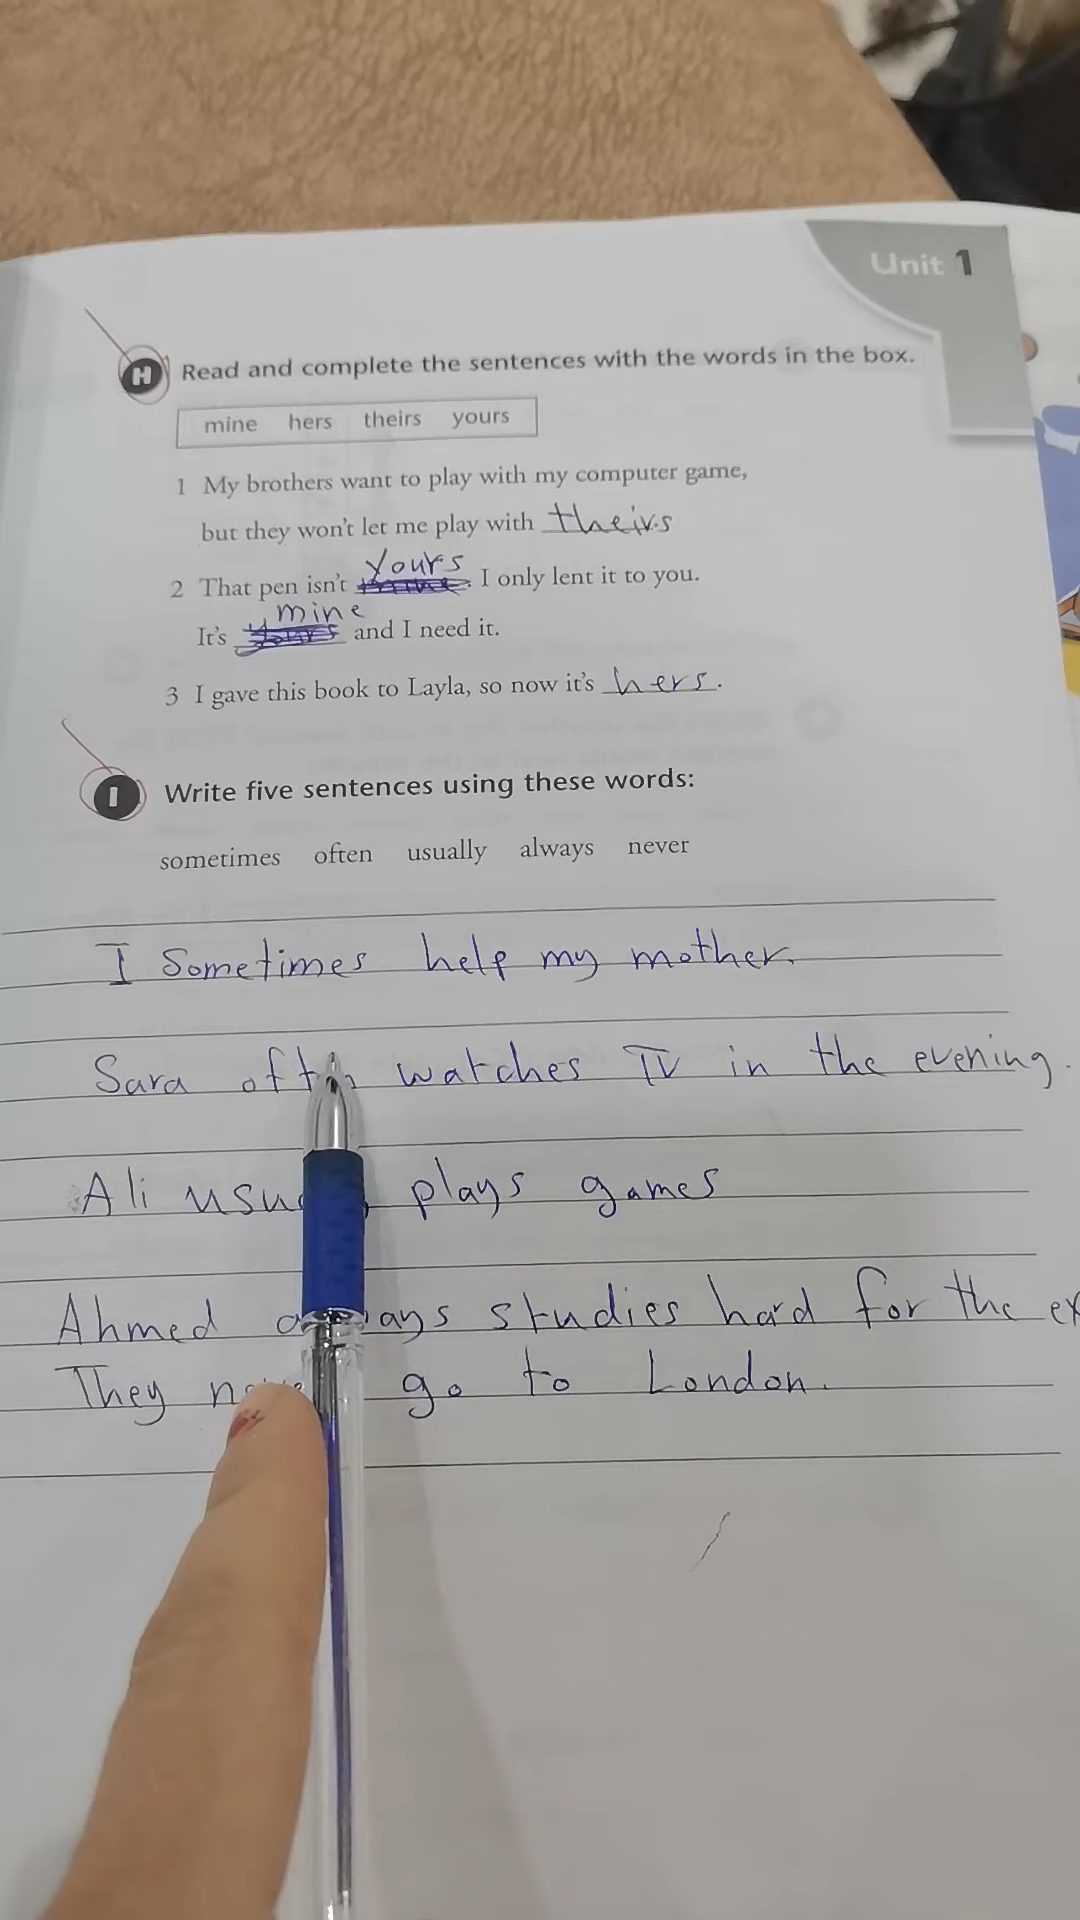 Unit 1
H Read and complete the sentences with the words in the box.
mine hers theirs yours
1 My brothers want to play with my computer game,
but they won't let me play with theirs
yours
2 That pen isn't . I only lent it to you.
mine
It's yours and I need it.
3 I gave this book to Layla, so now it's hers.
I Write five sentences using these words:
sometimes often usually always never
I Sometimes help my mother.
Sara watches TV in the evening.
Ali plays games
Ahmed studies hard for the
They go to London.